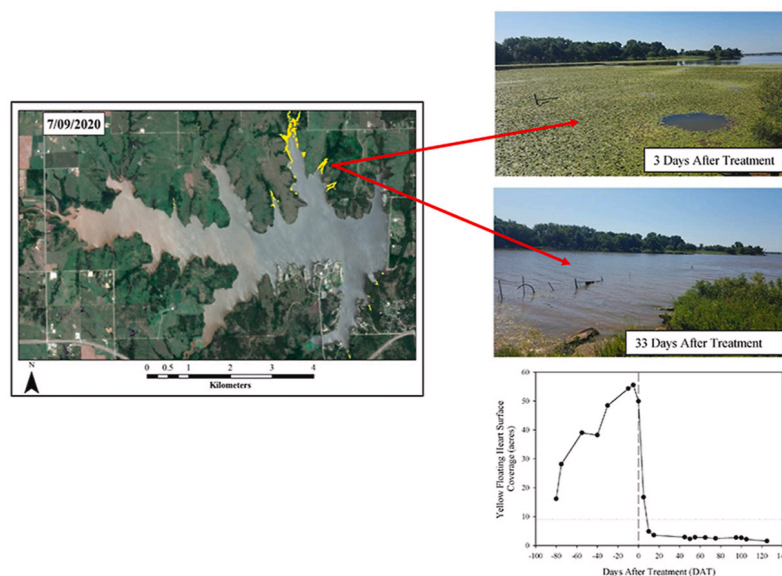 7/09/2020
N
0 0.5 1 2 3 4
Kilometers
3 Days After Treatment
33 Days After Treatment
Yellow Floating Heart Surface
Coverage (acres)
60
50
40
30
20
10
0
-100 -80 -60 -40 -20 0 20 40 60 80 100 120 14
Days After Treatment (DAT)